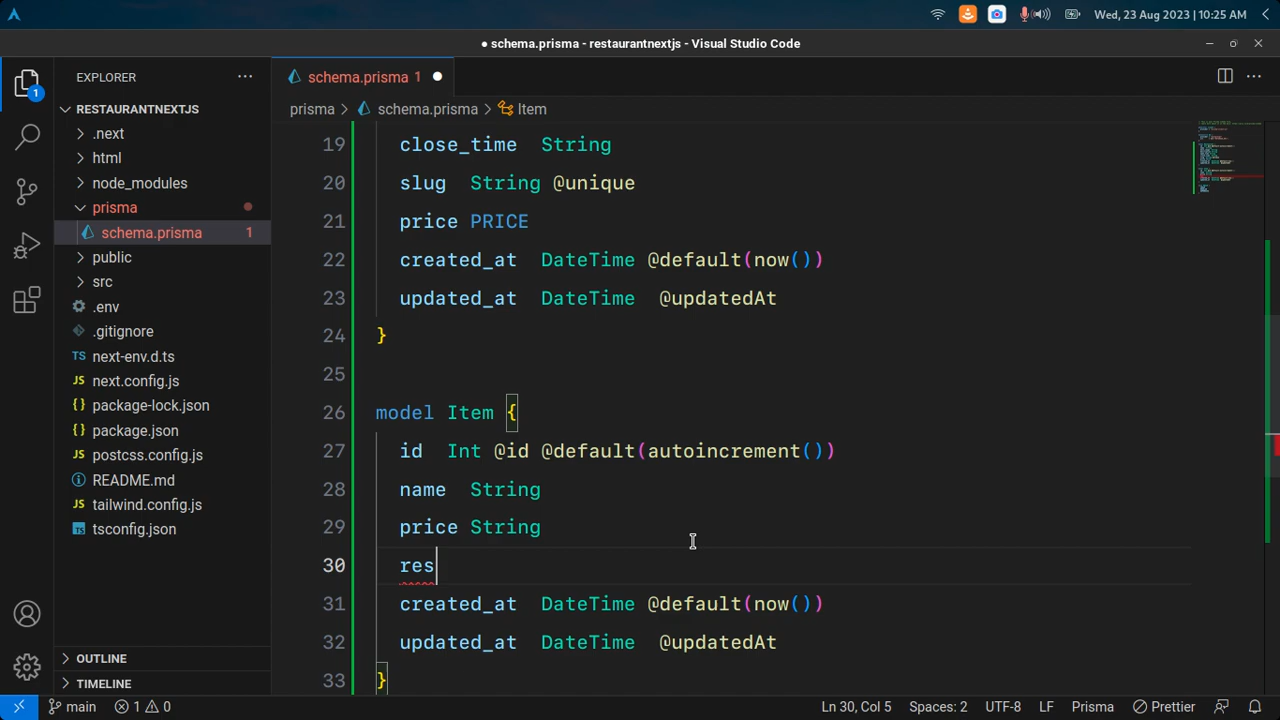 Wed, 23 Aug 2023 | 10:25 AM
● schema.prisma - restaurantnextjs - Visual Studio Code
EXPLORER
RESTAURANTNEXTJS
.next
html
node_modules
prisma
schema.prisma 1
public
src
.env
.gitignore
next-env.d.ts
next.config.js
package-lock.json
package.json
postcss.config.js
README.md
tailwind.config.js
tsconfig.json
OUTLINE
TIMELINE
1
schema.prisma 1
prisma > schema.prisma > Item
19 close_time String
20 slug String @unique
21 price PRICE
22 created_at DateTime @default(now())
23 updated_at DateTime @updatedAt
24 }
25
26 model Item {
27 id Int @id @default(autoincrement())
28 name String
29 price String
30 res
31 created_at DateTime @default(now())
32 updated_at DateTime @updatedAt
33 }
main 1 0 Ln 30, Col 5 Spaces: 2 UTF-8 LF Prisma Prettier